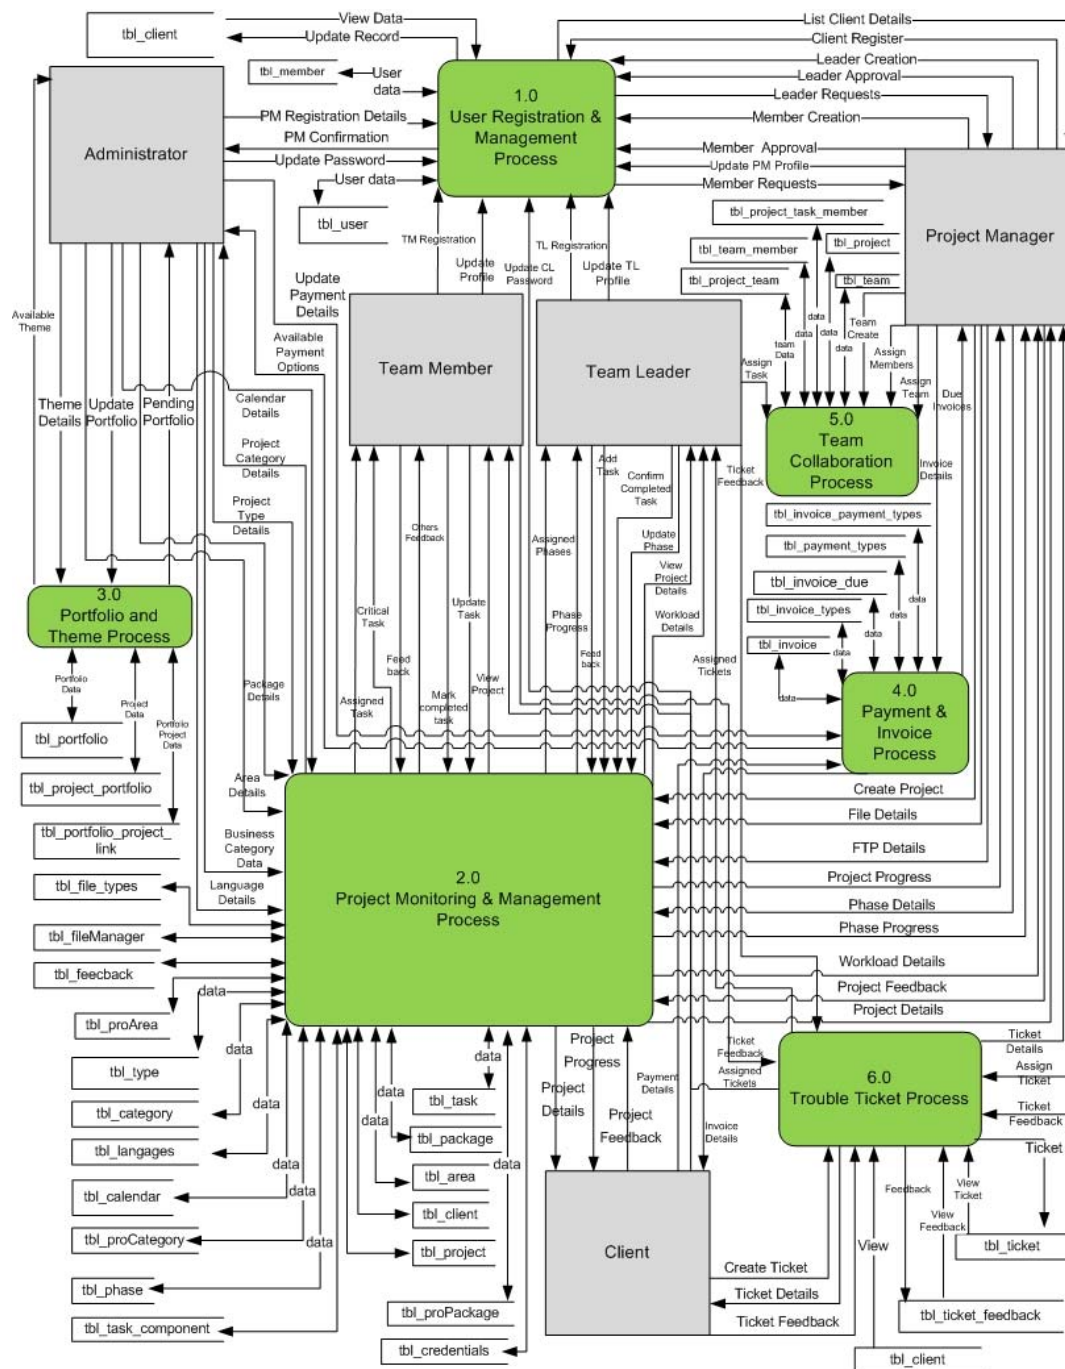 View Data
List Client Details
tbl_client
Update Record
Client Register
Leader Creation
tbl_member
User
data
Leader Approval
1.0
User Registration &
Management
Process
Leader Requests
PM Registration Details
Member Creation
PM Confirmation
Administrator
Member Approval
Update Password
Update PM Profile
User data
Member Requests
tbl_user
tbl_project_task_member
Project Manager
TM Registration
TL Registration
tbl_team_member
tbl_project
Update
Profile
Update CL
Password
Update TL
Profile
tbl_project_team
tbl_team
Update
Payment
Details
Available
Theme
Available
Payment
Options
team
Data
data
data
data
Team
Create
Team Member
Team Leader
Assign
Task
Assign
Members
Assign
Team
Due
Invoices
Theme
Details
Update
Portfolio
Pending
Portfolio
Calendar
Details
5.0
Team
Collaboration
Process
Project
Category
Details
Add
Task
Confirm
Completed
Task
Ticket
Feedback
Invoice
Details
Project
Type
Details
Others
Feedback
Assigned
Phases
Update
Phase
tbl_invoice_payment_types
tbl_payment_types
View
Project
Details
tbl_invoice_due
3.0
Portfolio and
Theme Process
Critical
Task
Update
Task
Phase
Progress
Workload
Details
tbl_invoice_types
data
data
data
data
tbl_invoice
Portfolio
Data
Package
Details
Assigned
Task
Feed
back
Mark
completed
task
View
Project
Feed
back
Assigned
Tickets
data
4.0
Payment &
Invoice
Process
Project
Data
Portfolio
Project
Data
tbl_portfolio
tbl_project_portfolio
Area
Details
Create Project
File Details
tbl_portfolio_project_
link
Business
Category
Data
FTP Details
tbl_file_types
Language
Details
2.0
Project Monitoring & Management
Process
Project Progress
Phase Details
tbl_fileManager
Phase Progress
tbl_feecback
Workload Details
data
Project Feedback
tbl_proArea
Project Details
data
data
data
Project
Progress
Ticket
Feedback
Ticket
Details
tbl_type
Assigned
Tickets
6.0
Trouble Ticket Process
Assign
Ticket
tbl_task
Project
Details
Payment
Details
tbl_category
data
data
Ticket
Feedback
tbl_package
Project
Feedback
Invoice
Details
Ticket
tbl_langages
data
data
data
tbl_area
Feedback
View
Ticket
tbl_calendar
tbl_client
View
Feedback
tbl_proCategory
data
tbl_project
Client
View
tbl_ticket
Create Ticket
tbl_phase
Ticket Details
tbl_proPackage
tbl_ticket_feedback
Ticket Feedback
tbl_task_component
tbl_credentials
tbl_client